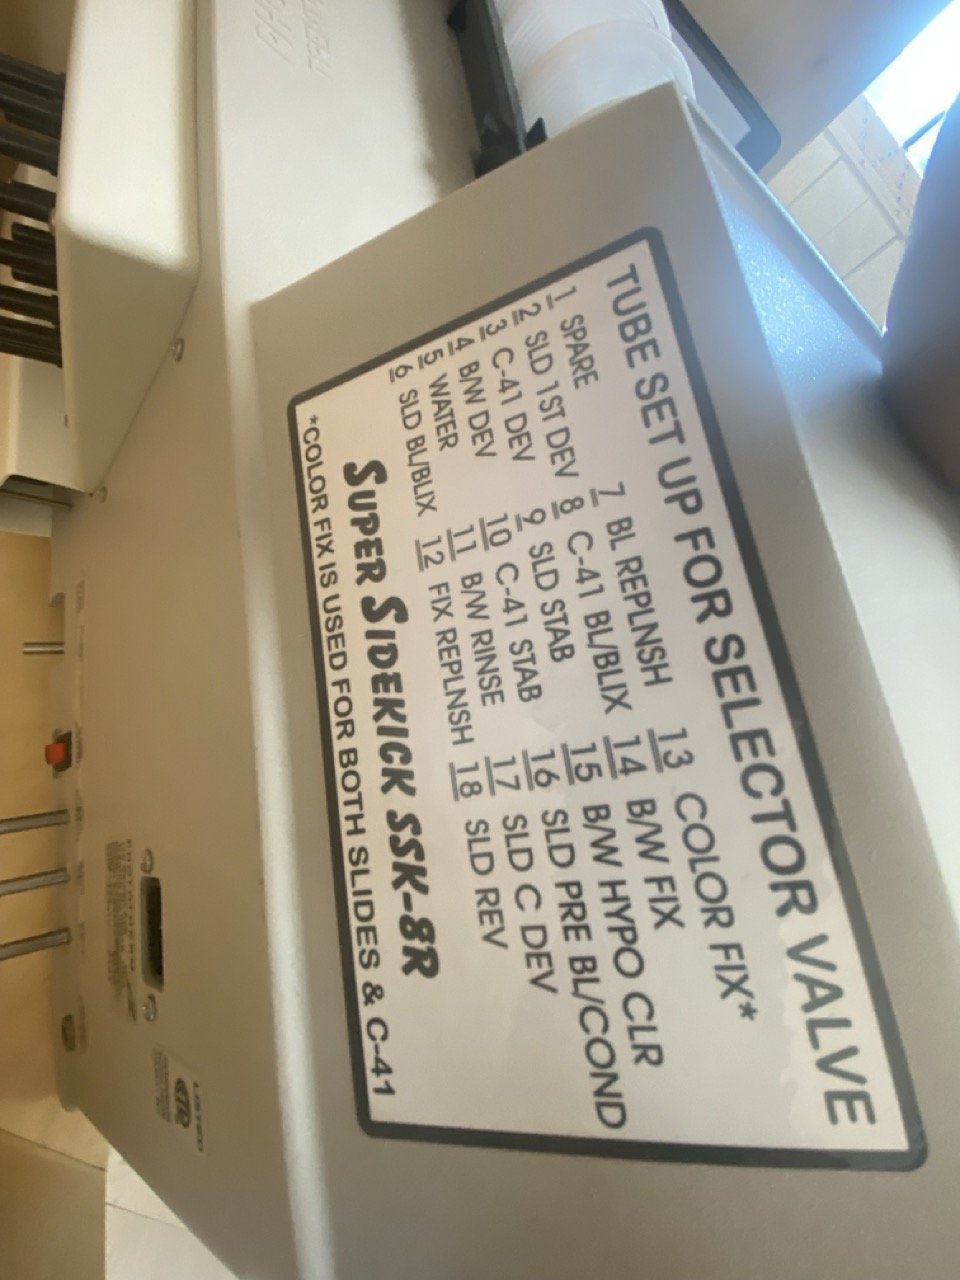 TUBE SET UP FOR SELECTOR VALVE
1 SPARE
2 SLD 1ST DEV
3 C-41 DEV
4 B/W DEV
5 WATER
6 SLD BL/BLIX
7 BL REPLNSH
8 C-41 BL/BLIX
9 SLD STAB
10 C-41 STAB
11 B/W RINSE
12 FIX REPLNSH
13 COLOR FIX*
14 B/W FIX
15 B/W HYPO CLR
16 SLD PRE BL/COND
17 SLD C DEV
18 SLD REV
SUPER SIDEKICK SSK-8R
*COLOR FIX IS USED FOR BOTH SLIDES & C-41
LISTED